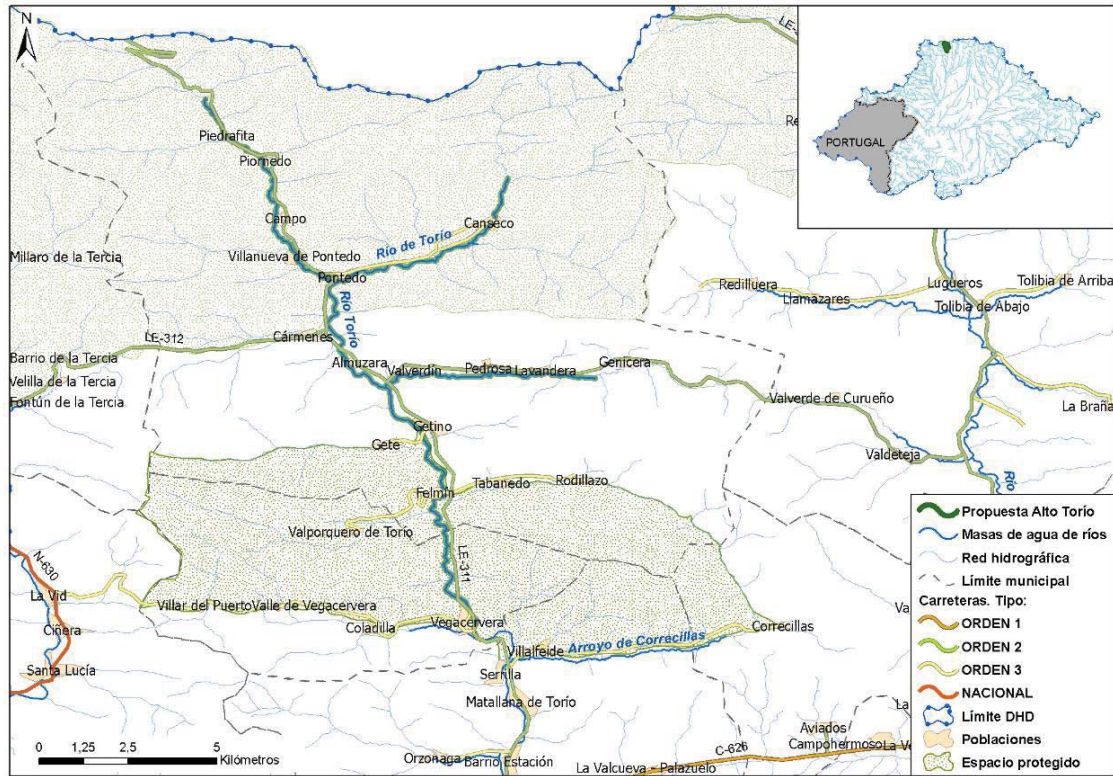 N
LE-
PORTUGAL
Piedrafita
Piornedo
Campo
Canseco
Río de Torío
Millaro de la Tercia
Villanueva de Pontedo
Pontedo
Río Torío
Redilluera
Llamazares
Lugueros
Tolibia de Arriba
Tolibia de Abajo
LE-312
Cármenes
Barrio de la Tercia
Velilla de la Tercia
Fontún de la Tercia
Almuzara
Valverdín
Pedrosa
Lavandera
Genicera
Valverde de Curueño
La Braña
Getino
Gete
Valdeteja
Río
Felmín
Tabanedo
Rodillazo
Valporquero de Torío
LE-311
N-630
La Vid
Villar del Puerto
Valle de Vegacervera
Ciñera
Coladilla
Vegacervera
Correcillas
Arroyo de Correcillas
Villalfeide
Santa Lucía
Serrilla
Matallana de Torío
Aviados
Campohermoso
La Ve
C-626
Orzonaga
Barrio Estación
La Valcueva - Palazuelo
0 1,25 2,5 5
Kilómetros
Propuesta Alto Torío
Masas de agua de ríos
Red hidrográfica
Límite municipal
Carreteras. Tipo:
ORDEN 1
ORDEN 2
ORDEN 3
NACIONAL
Límite DHD
Poblaciones
Espacio protegido